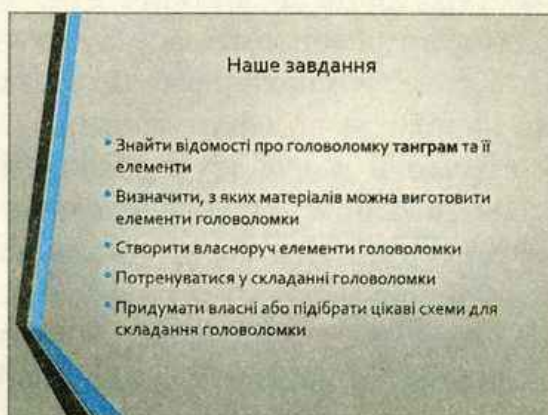 Наше завдання
Знайти відомості про головоломку танграм та її
елементи
Визначити, з яких матеріалів можна виготовити
елементи головоломки
Створити власноруч елементи головоломки
Потренуватися у складанні головоломки
Придумати власні або підібрати цікаві схеми для
складання головоломки